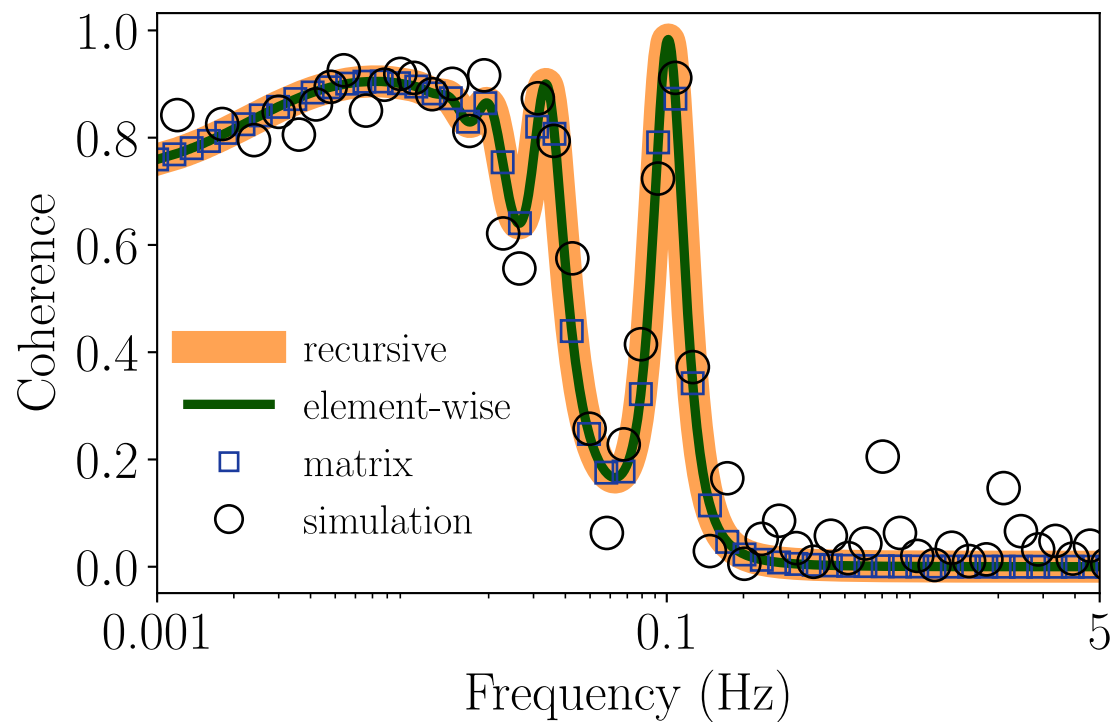 1.0
0.8
0.6
0.4
0.2
0.0
Coherence
recursive
element-wise
matrix
simulation
0.001
0.1
5
Frequency (Hz)